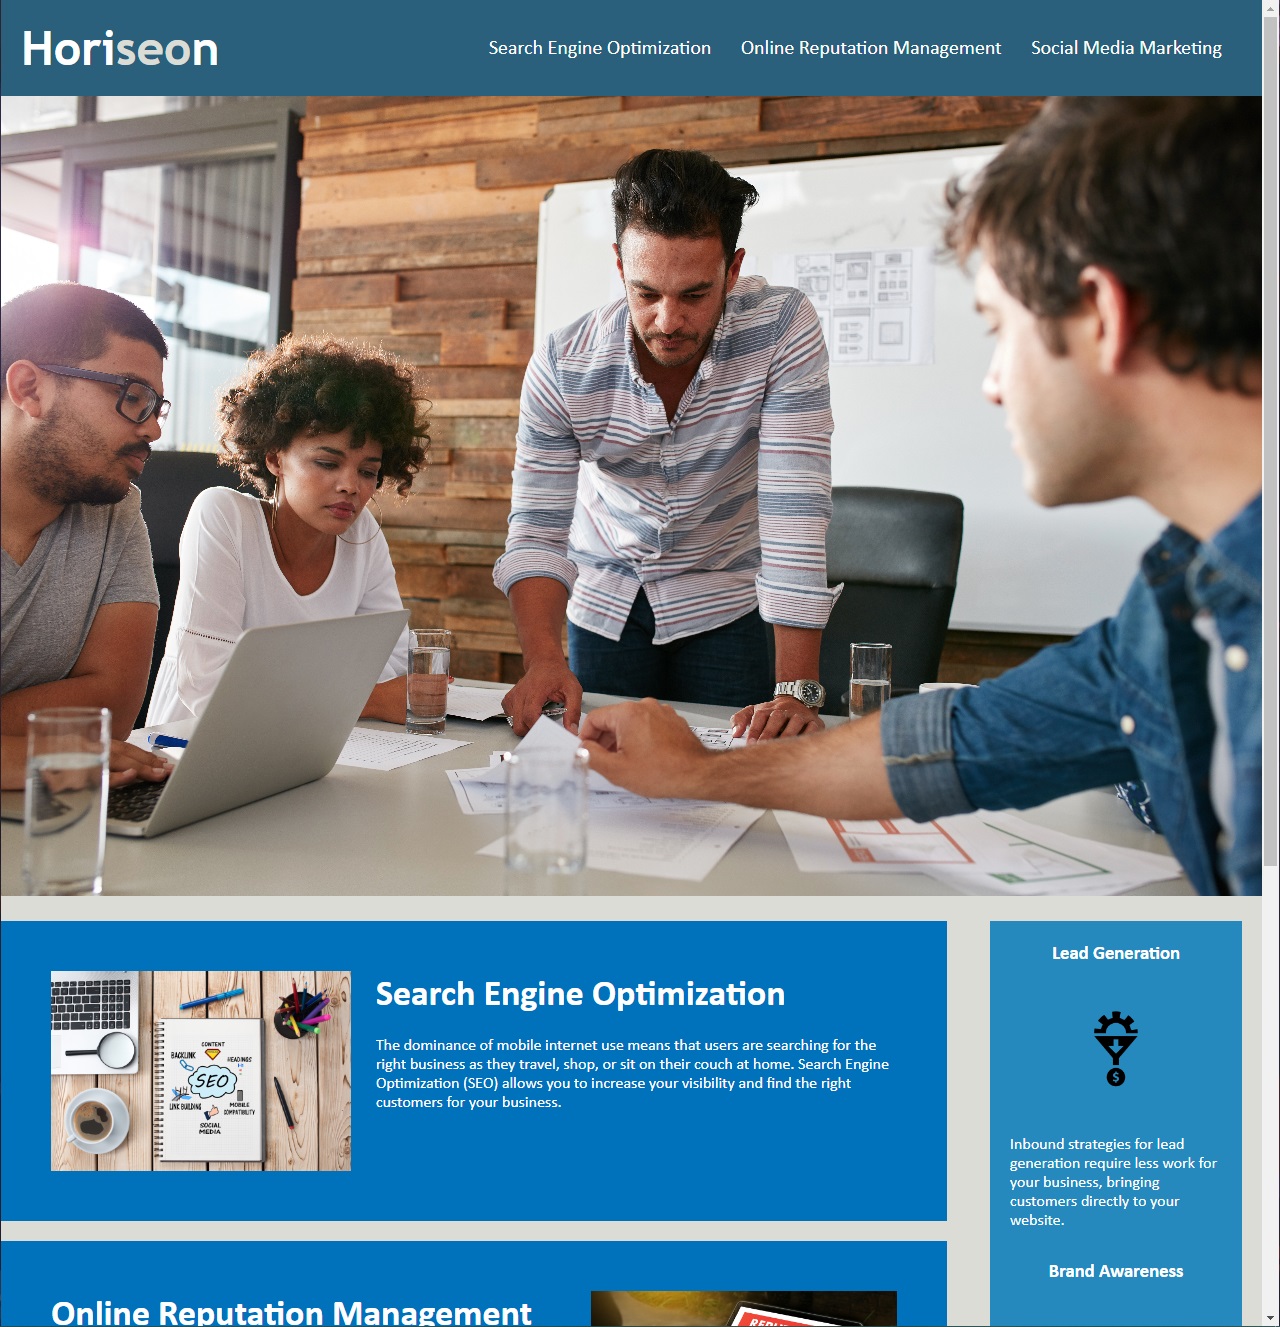 Horiseon
Search Engine Optimization
Online Reputation Management
Social Media Marketing
CONTENT
BACKLINK
HEADINGS
SEO
LINK BUILDING
MOBILE
COMPATIBILITY
SOCIAL
MEDIA
Search Engine Optimization
The dominance of mobile internet use means that users are searching for the
right business as they travel, shop, or sit on their couch at home. Search Engine
Optimization (SEO) allows you to increase your visibility and find the right
customers for your business.
Lead Generation
$
Inbound strategies for lead
generation require less work for
your business, bringing
customers directly to your
website.
Brand Awareness
Online Reputation Management